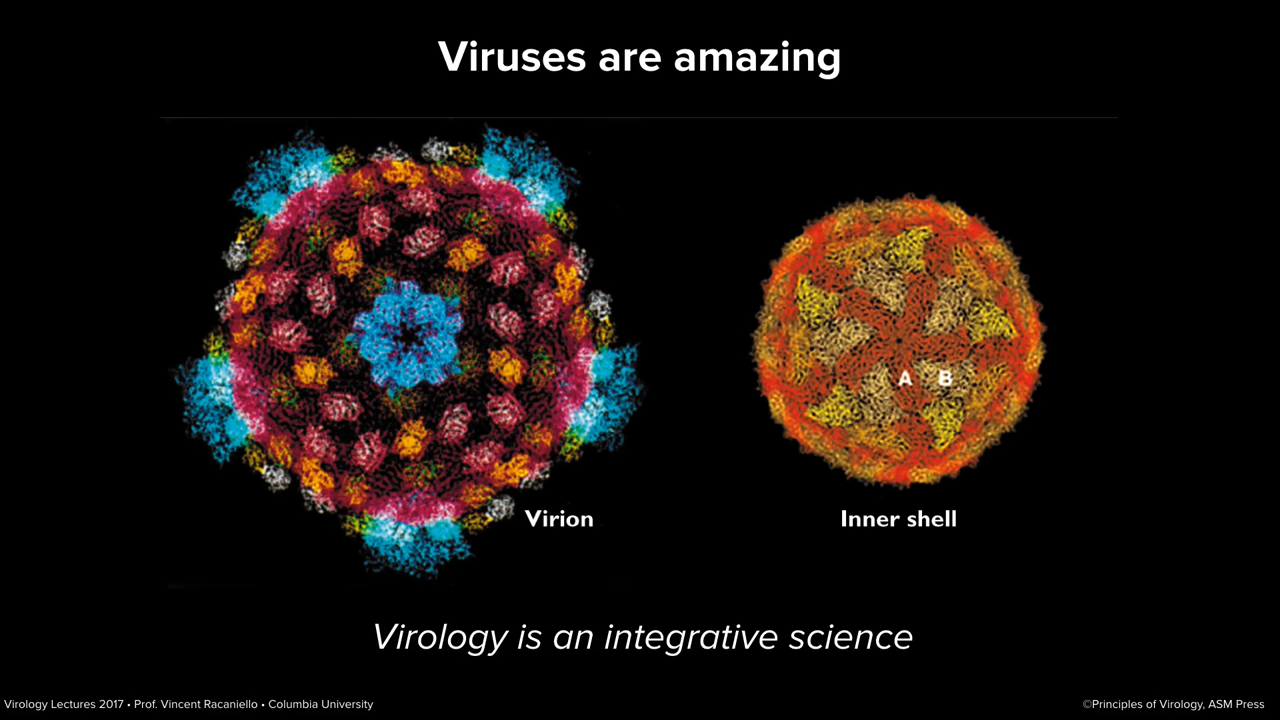 Viruses are amazing
A B
Virion
Inner shell
Virology is an integrative science
Virology Lectures 2017 • Prof. Vincent Racaniello • Columbia University
©Principles of Virology, ASM Press